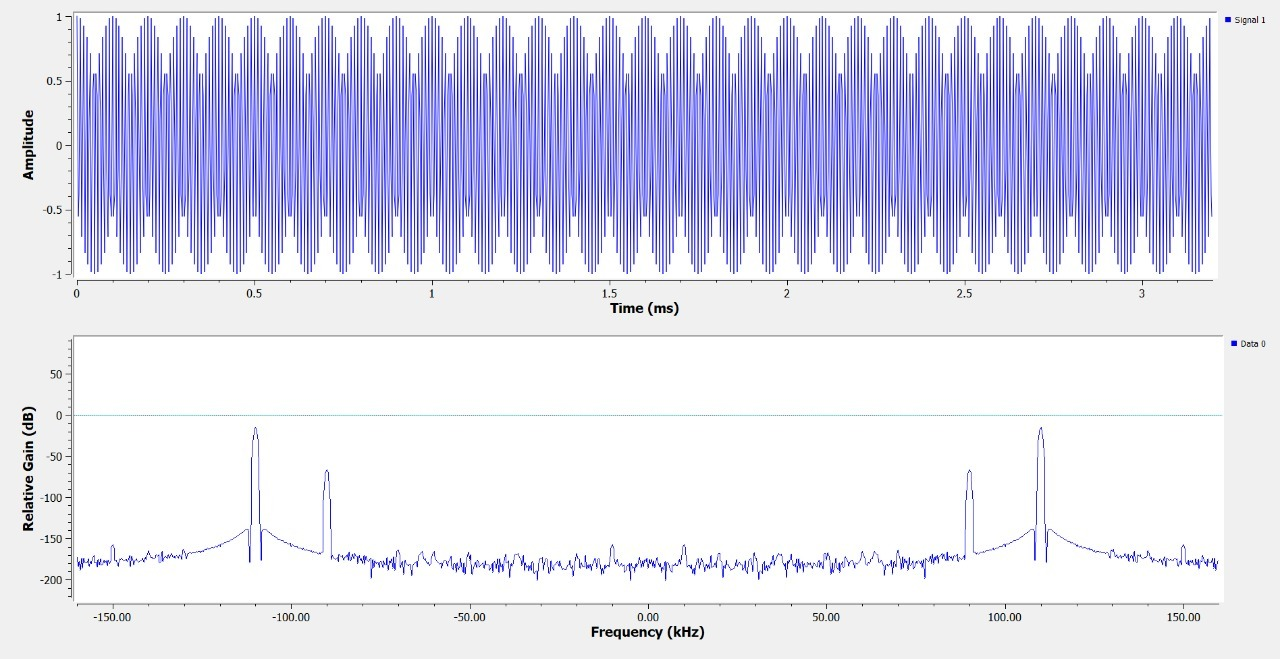 1
Signal 1
0.5
Amplitude
0
-0.5
-1
0 0.5 1 1.5 2 2.5 3
Time (ms)
Data 0
50
0
-50
Relative Gain (dB)
-100
-150
-200
-150.00 -100.00 -50.00 0.00 50.00 100.00 150.00
Frequency (kHz)